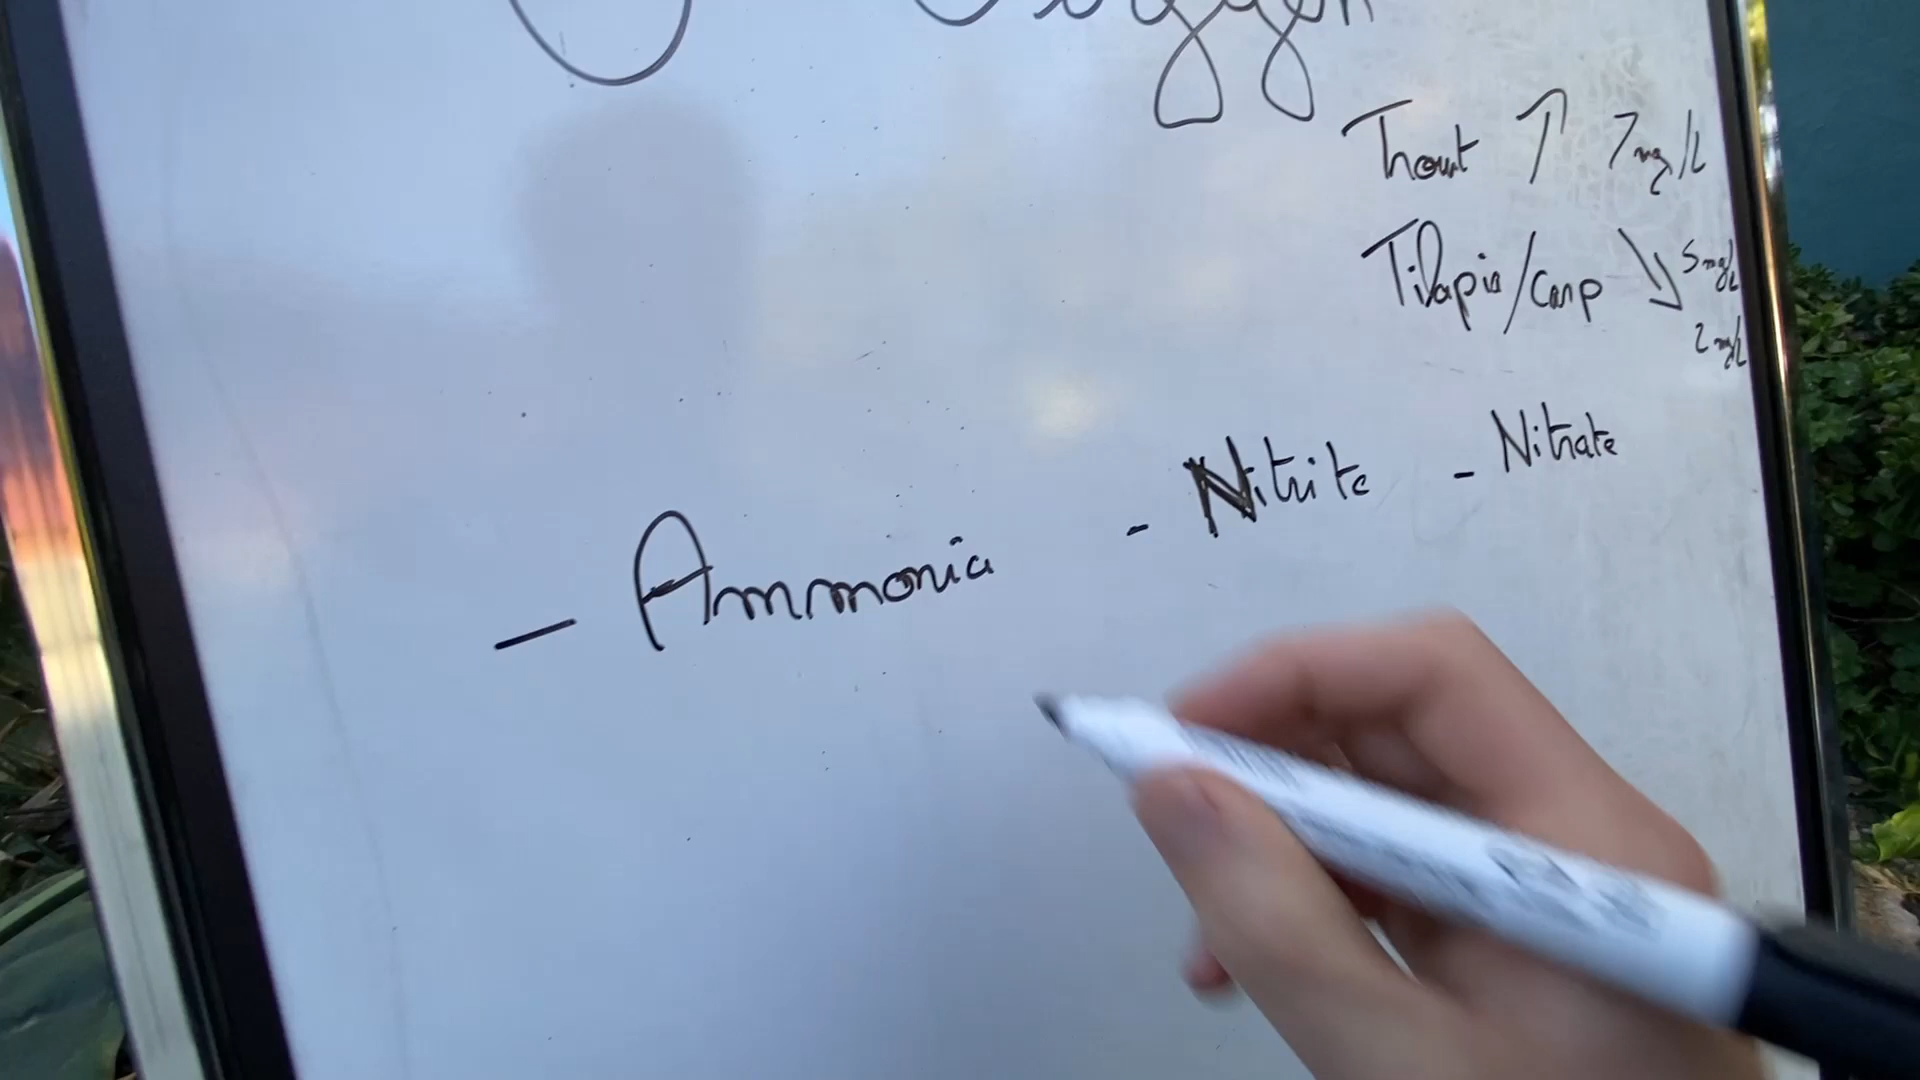 Trout ↑ 7mg/L
Tilapia/Carp ↘ 5mg/L
2mg/L
- Ammonia - Nitrite - Nitrate